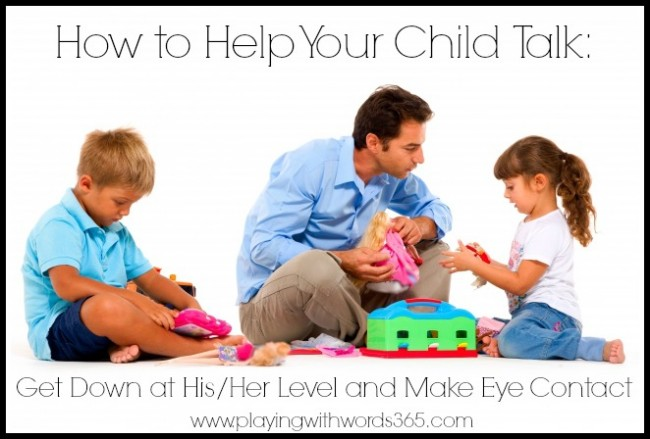 How to Help Your Child Talk:
Get Down at His/Her Level and Make Eye Contact
www.playingwithwords365.com